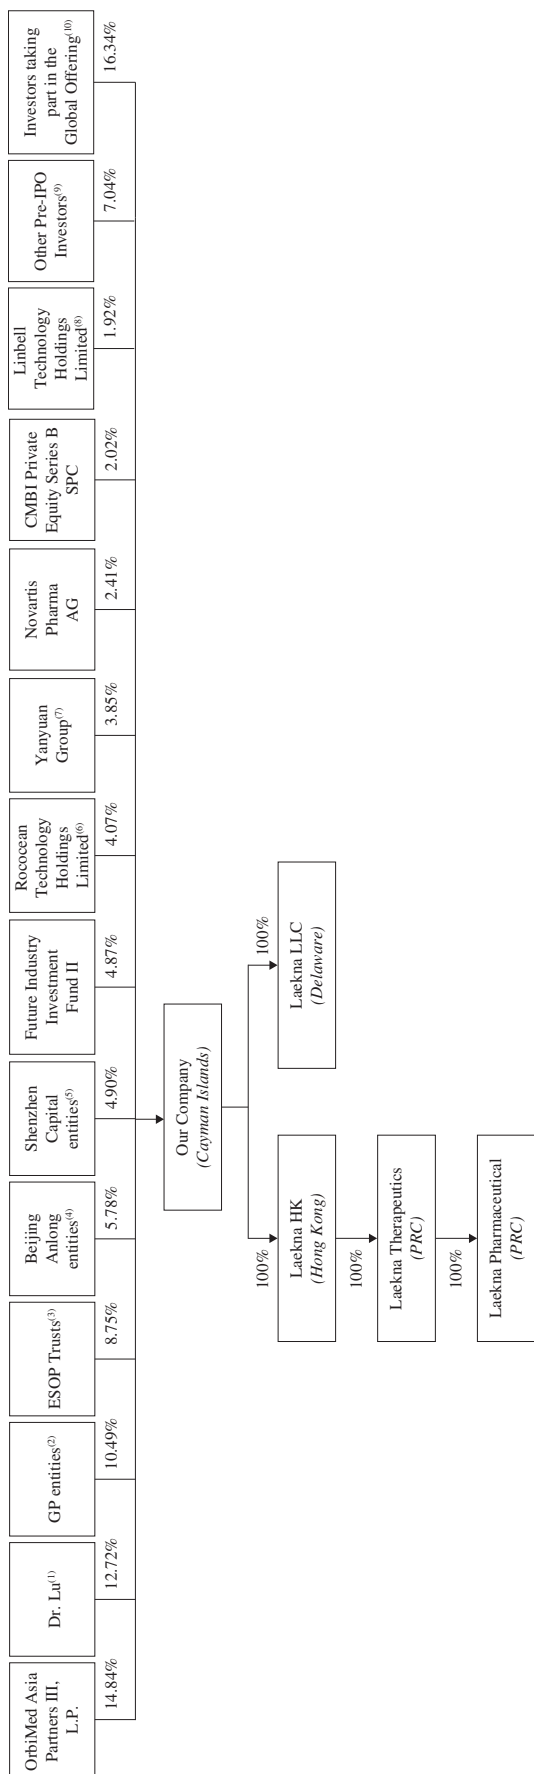 OrbiMed Asia
Partners III,
L.P.
14.84%
Dr. Lu(1)
12.72%
GP entities(2)
10.49%
ESOP Trusts(3)
8.75%
Beijing
Anlong
entities(4)
5.78%
Shenzhen
Capital
entities(5)
4.90%
Future Industry
Investment
Fund II
4.87%
Rococean
Technology
Holdings
Limited(6)
4.07%
Yanyuan
Group(7)
3.85%
Novartis
Pharma
AG
2.41%
CMBI Private
Equity Series B
SPC
2.02%
Linbell
Technology
Holdings
Limited(8)
1.92%
Other Pre-IPO
Investors(9)
7.04%
Investors taking
part in the
Global Offering(10)
16.34%
Our Company
(Cayman Islands)
100%
100%
Laekna HK
(Hong Kong)
Laekna LLC
(Delaware)
100%
Laekna Therapeutics
(PRC)
100%
Laekna Pharmaceutical
(PRC)